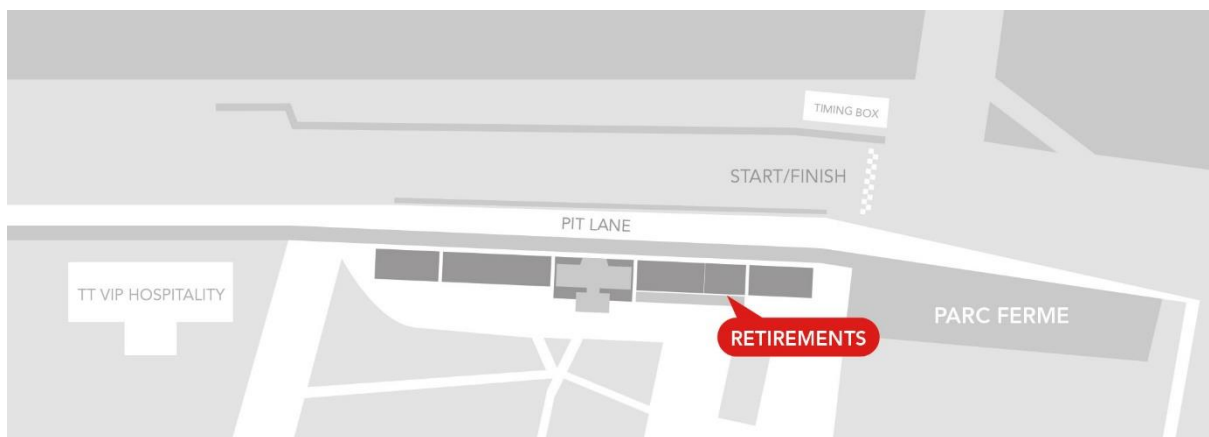 TIMING BOX
START/FINISH
PIT LANE
TT VIP HOSPITALITY
PARC FERME
RETIREMENTS